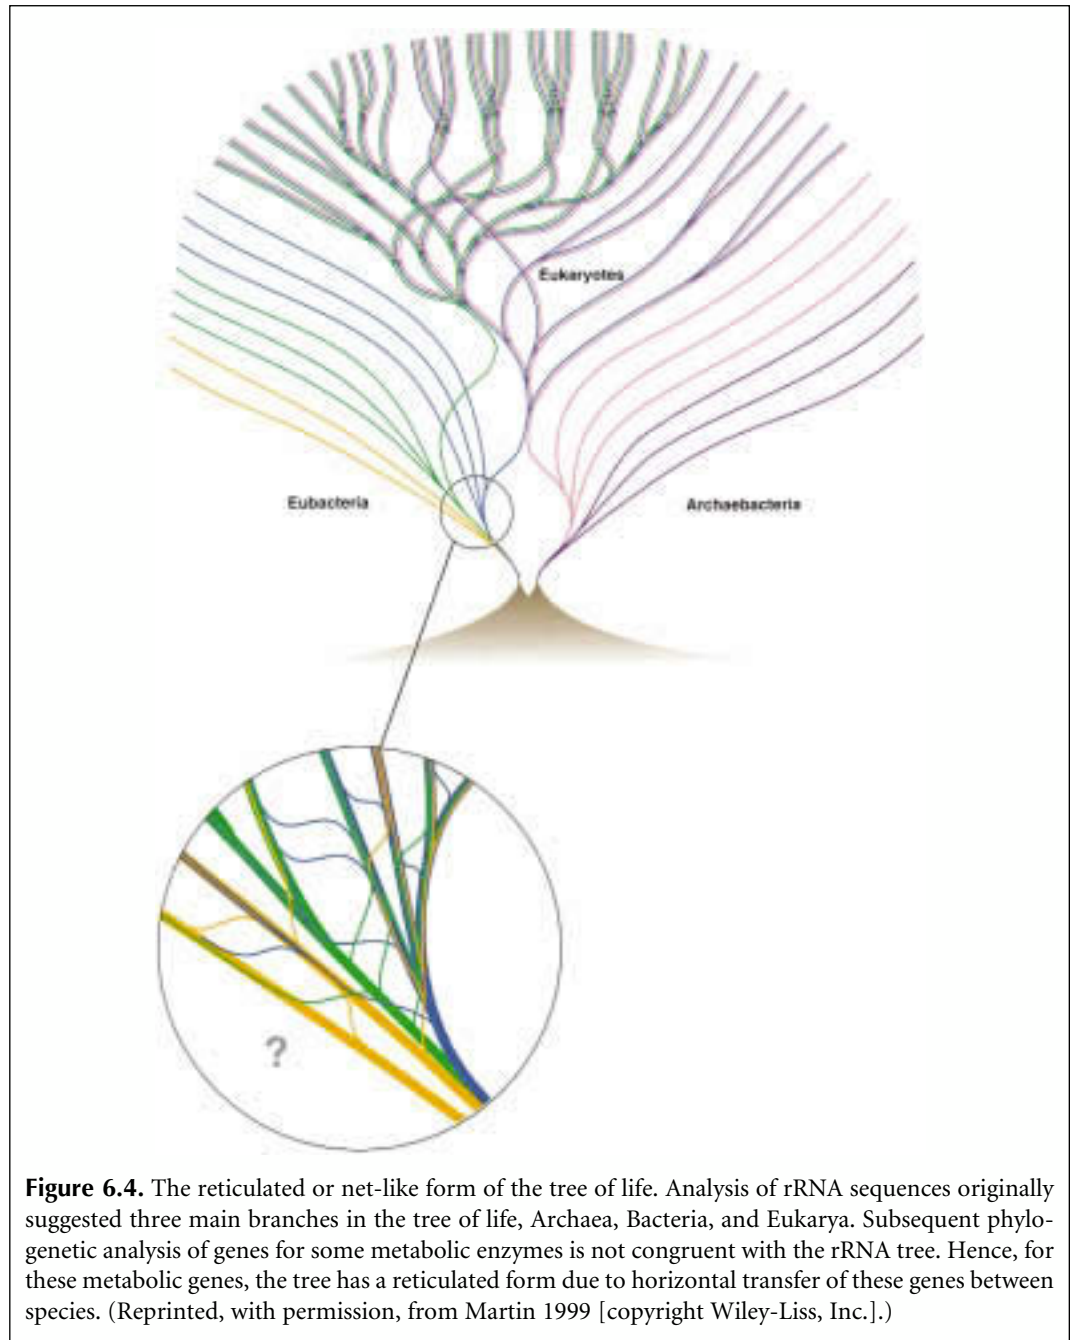 Eukaryotes
Eubacteria
Archaebacteria
?
Figure 6.4. The reticulated or net-like form of the tree of life. Analysis of rRNA sequences originally
suggested three main branches in the tree of life, Archaea, Bacteria, and Eukarya. Subsequent phylo-
genetic analysis of genes for some metabolic enzymes is not congruent with the rRNA tree. Hence, for
these metabolic genes, the tree has a reticulated form due to horizontal transfer of these genes between
species. (Reprinted, with permission, from Martin 1999 [copyright Wiley-Liss, Inc.].)